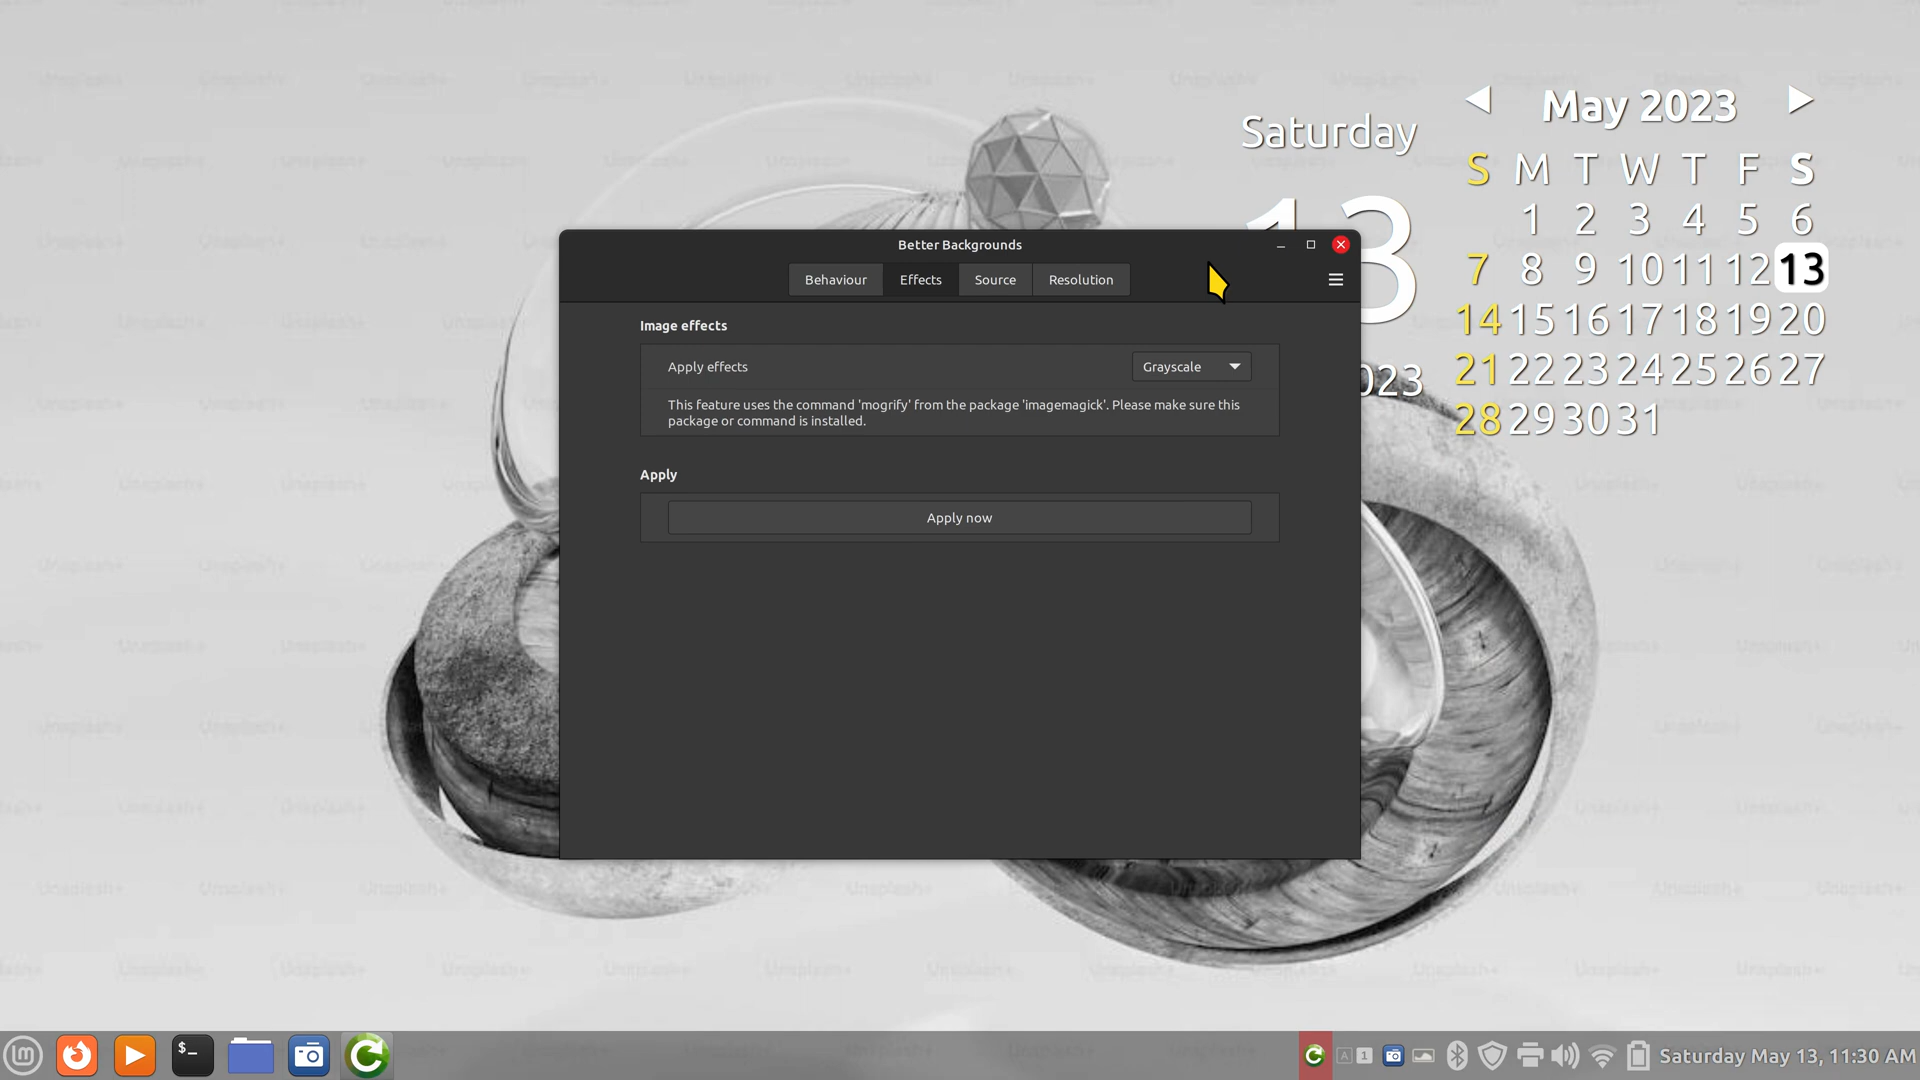 Better Backgrounds
Behaviour Effects Source Resolution
Image effects
Apply effects Grayscale
This feature uses the command 'mogrify' from the package 'imagemagick'. Please make sure this
package or command is installed.
Apply
Apply now
Saturday
13
May 2023
S M T W T F S
1 2 3 4 5 6
7 8 9 10 11 12 13
14 15 16 17 18 19 20
21 22 23 24 25 26 27
28 29 30 31
Unsplash+
$_
A 1
Saturday May 13, 11:30 AM